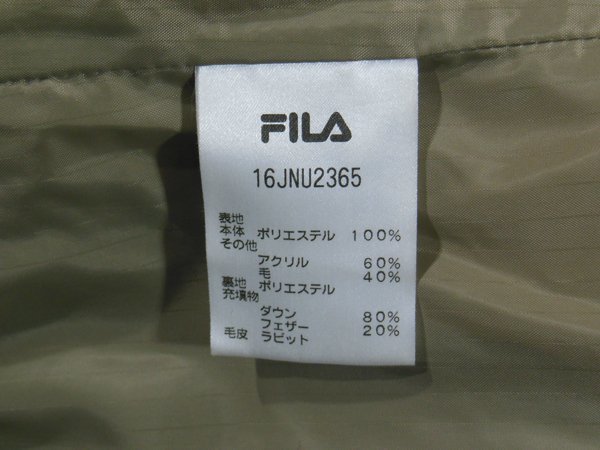 FILA
16JNU2365
表地
本体 ポリエステル 100%
その他
アクリル 60%
毛 40%
裏地 ポリエステル
充填物
ダウン 80%
フェザー 20%
毛皮 ラビット